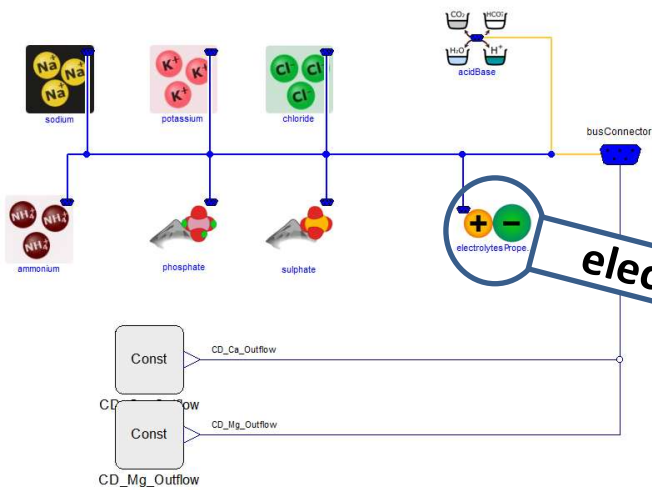 CO₂ HCO₃⁻
H₂O H⁺
acidBase
Na⁺ Na⁺ Na⁺
sodium
K⁺ K⁺ K⁺
potassium
Cl⁻ Cl⁻ Cl⁻
chloride
busConnector
NH₄⁺ NH₄⁺ NH₄⁺
ammonium
phosphate
sulphate
+ −
electrolytesPrope..
elec
Const
CD_Ca_Outflow
Const
CD_Mg_Outflow
CD_Mg_Outflow